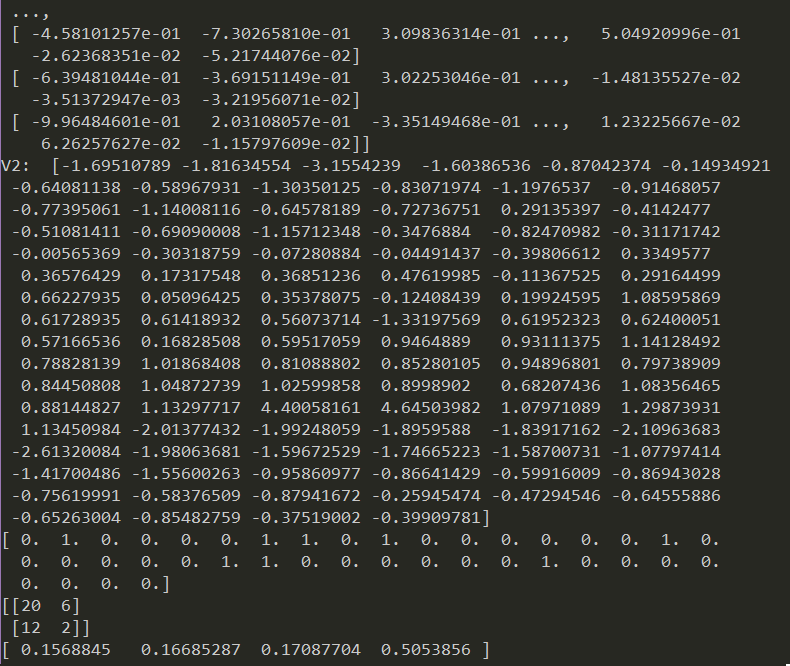 ...,
[ -4.58101257e-01  -7.30265810e-01   3.09836314e-01 ...,   5.04920996e-01
-2.62368351e-02  -5.21744076e-02]
[ -6.39481044e-01  -3.69151149e-01   3.02253046e-01 ...,  -1.48135527e-02
-3.51372947e-03  -3.21956071e-02]
[ -9.96484601e-01   2.03108057e-01  -3.35149468e-01 ...,   1.23225667e-02
6.26257627e-02  -1.15797609e-02]]
V2:  [-1.69510789 -1.81634554 -3.1554239  -1.60386536 -0.87042374 -0.14934921
-0.64081138 -0.58967931 -1.30350125 -0.83071974 -1.1976537  -0.91468057
-0.77395061 -1.14008116 -0.64578189 -0.72736751  0.29135397 -0.4142477
-0.51081411 -0.69090008 -1.15712348 -0.3476884  -0.82470982 -0.31171742
-0.00565369 -0.30318759 -0.07280884 -0.04491437 -0.39806612  0.3349577
0.36576429  0.17317548  0.36851236  0.47619985 -0.11367525  0.29164499
0.66227935  0.05096425  0.35378075 -0.12408439  0.19924595  1.08595869
0.61728935  0.61418932  0.56073714 -1.33197569  0.61952323  0.62400051
0.57166536  0.16828508  0.59517059  0.9464889   0.93111375  1.14128492
0.78828139  1.01868408  0.81088802  0.85280105  0.94896801  0.79738909
0.84450808  1.04872739  1.02599858  0.8998902   0.68207436  1.08356465
0.88144827  1.13297717  4.40058161  4.64503982  1.07971089  1.29873931
1.13450984 -2.01377432 -1.99248059 -1.8959588  -1.83917162 -2.10963683
-2.61320084 -1.98063681 -1.59672529 -1.74665223 -1.58700731 -1.07797414
-1.41700486 -1.55600263 -0.95860977 -0.86641429 -0.59916009 -0.86943028
-0.75619991 -0.58376509 -0.87941672 -0.25945474 -0.47294546 -0.64555886
-0.65263004 -0.85482759 -0.37519002 -0.39909781]
[ 0.  1.  0.  0.  0.  0.  1.  1.  0.  1.  0.  0.  0.  0.  0.  0.  1.  0.
0.  0.  0.  0.  0.  1.  1.  0.  0.  0.  0.  0.  0.  1.  0.  0.  0.  0.
0.  0.  0.  0.]
[[20  6]
[12  2]]
[ 0.1568845   0.16685287  0.17087704  0.5053856 ]